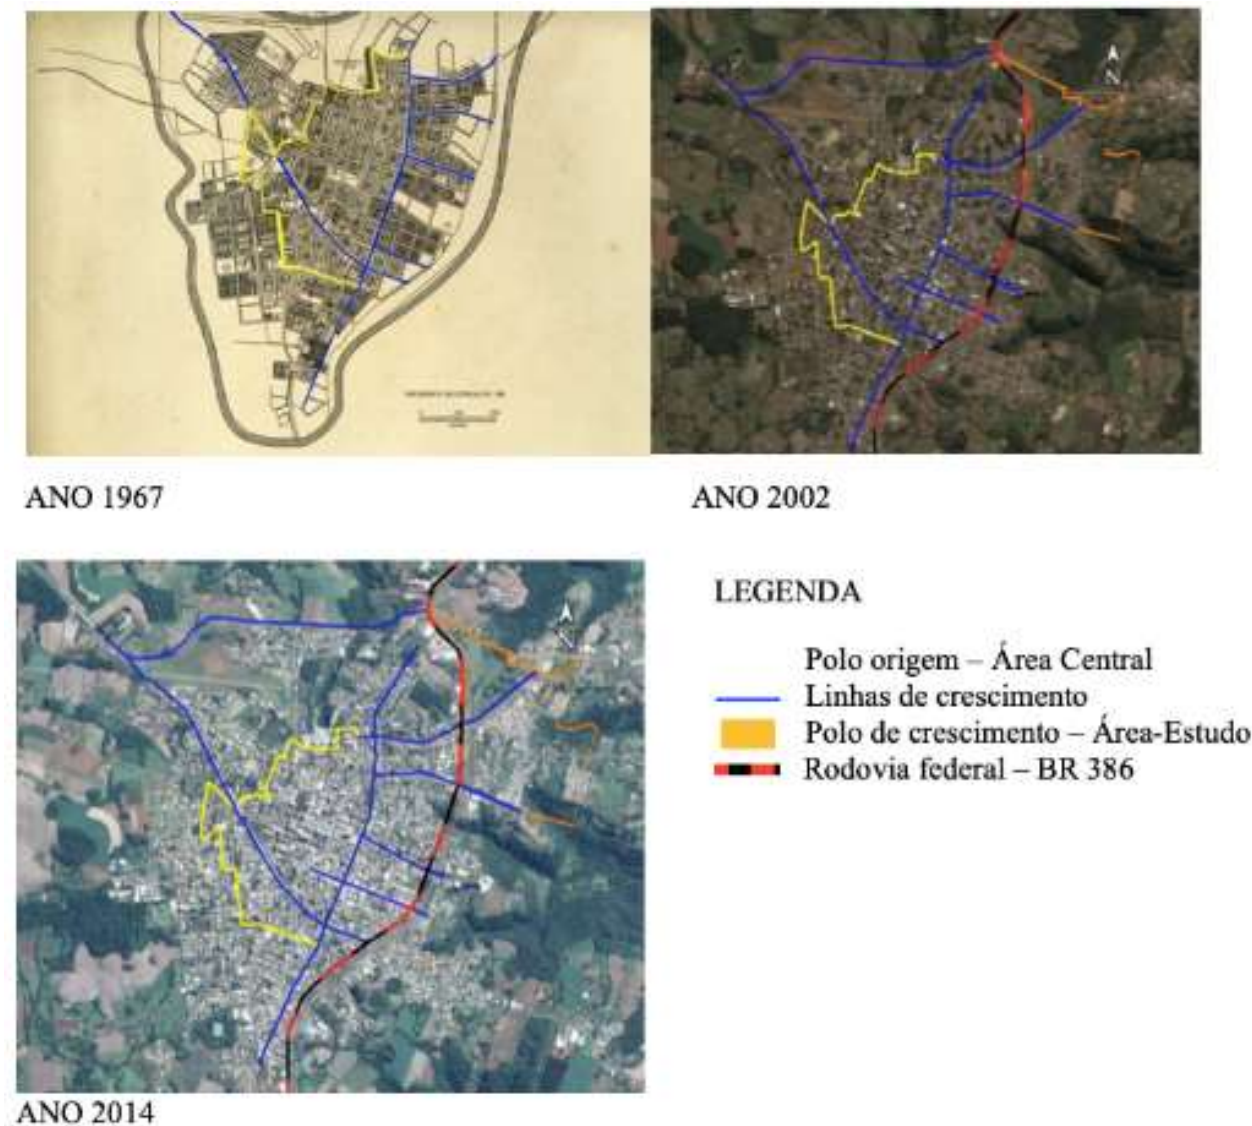 ANO 1967
ANO 2002
N
N
ANO 2014
LEGENDA
Polo origem – Área Central
Linhas de crescimento
Polo de crescimento – Área-Estudo
Rodovia federal – BR 386